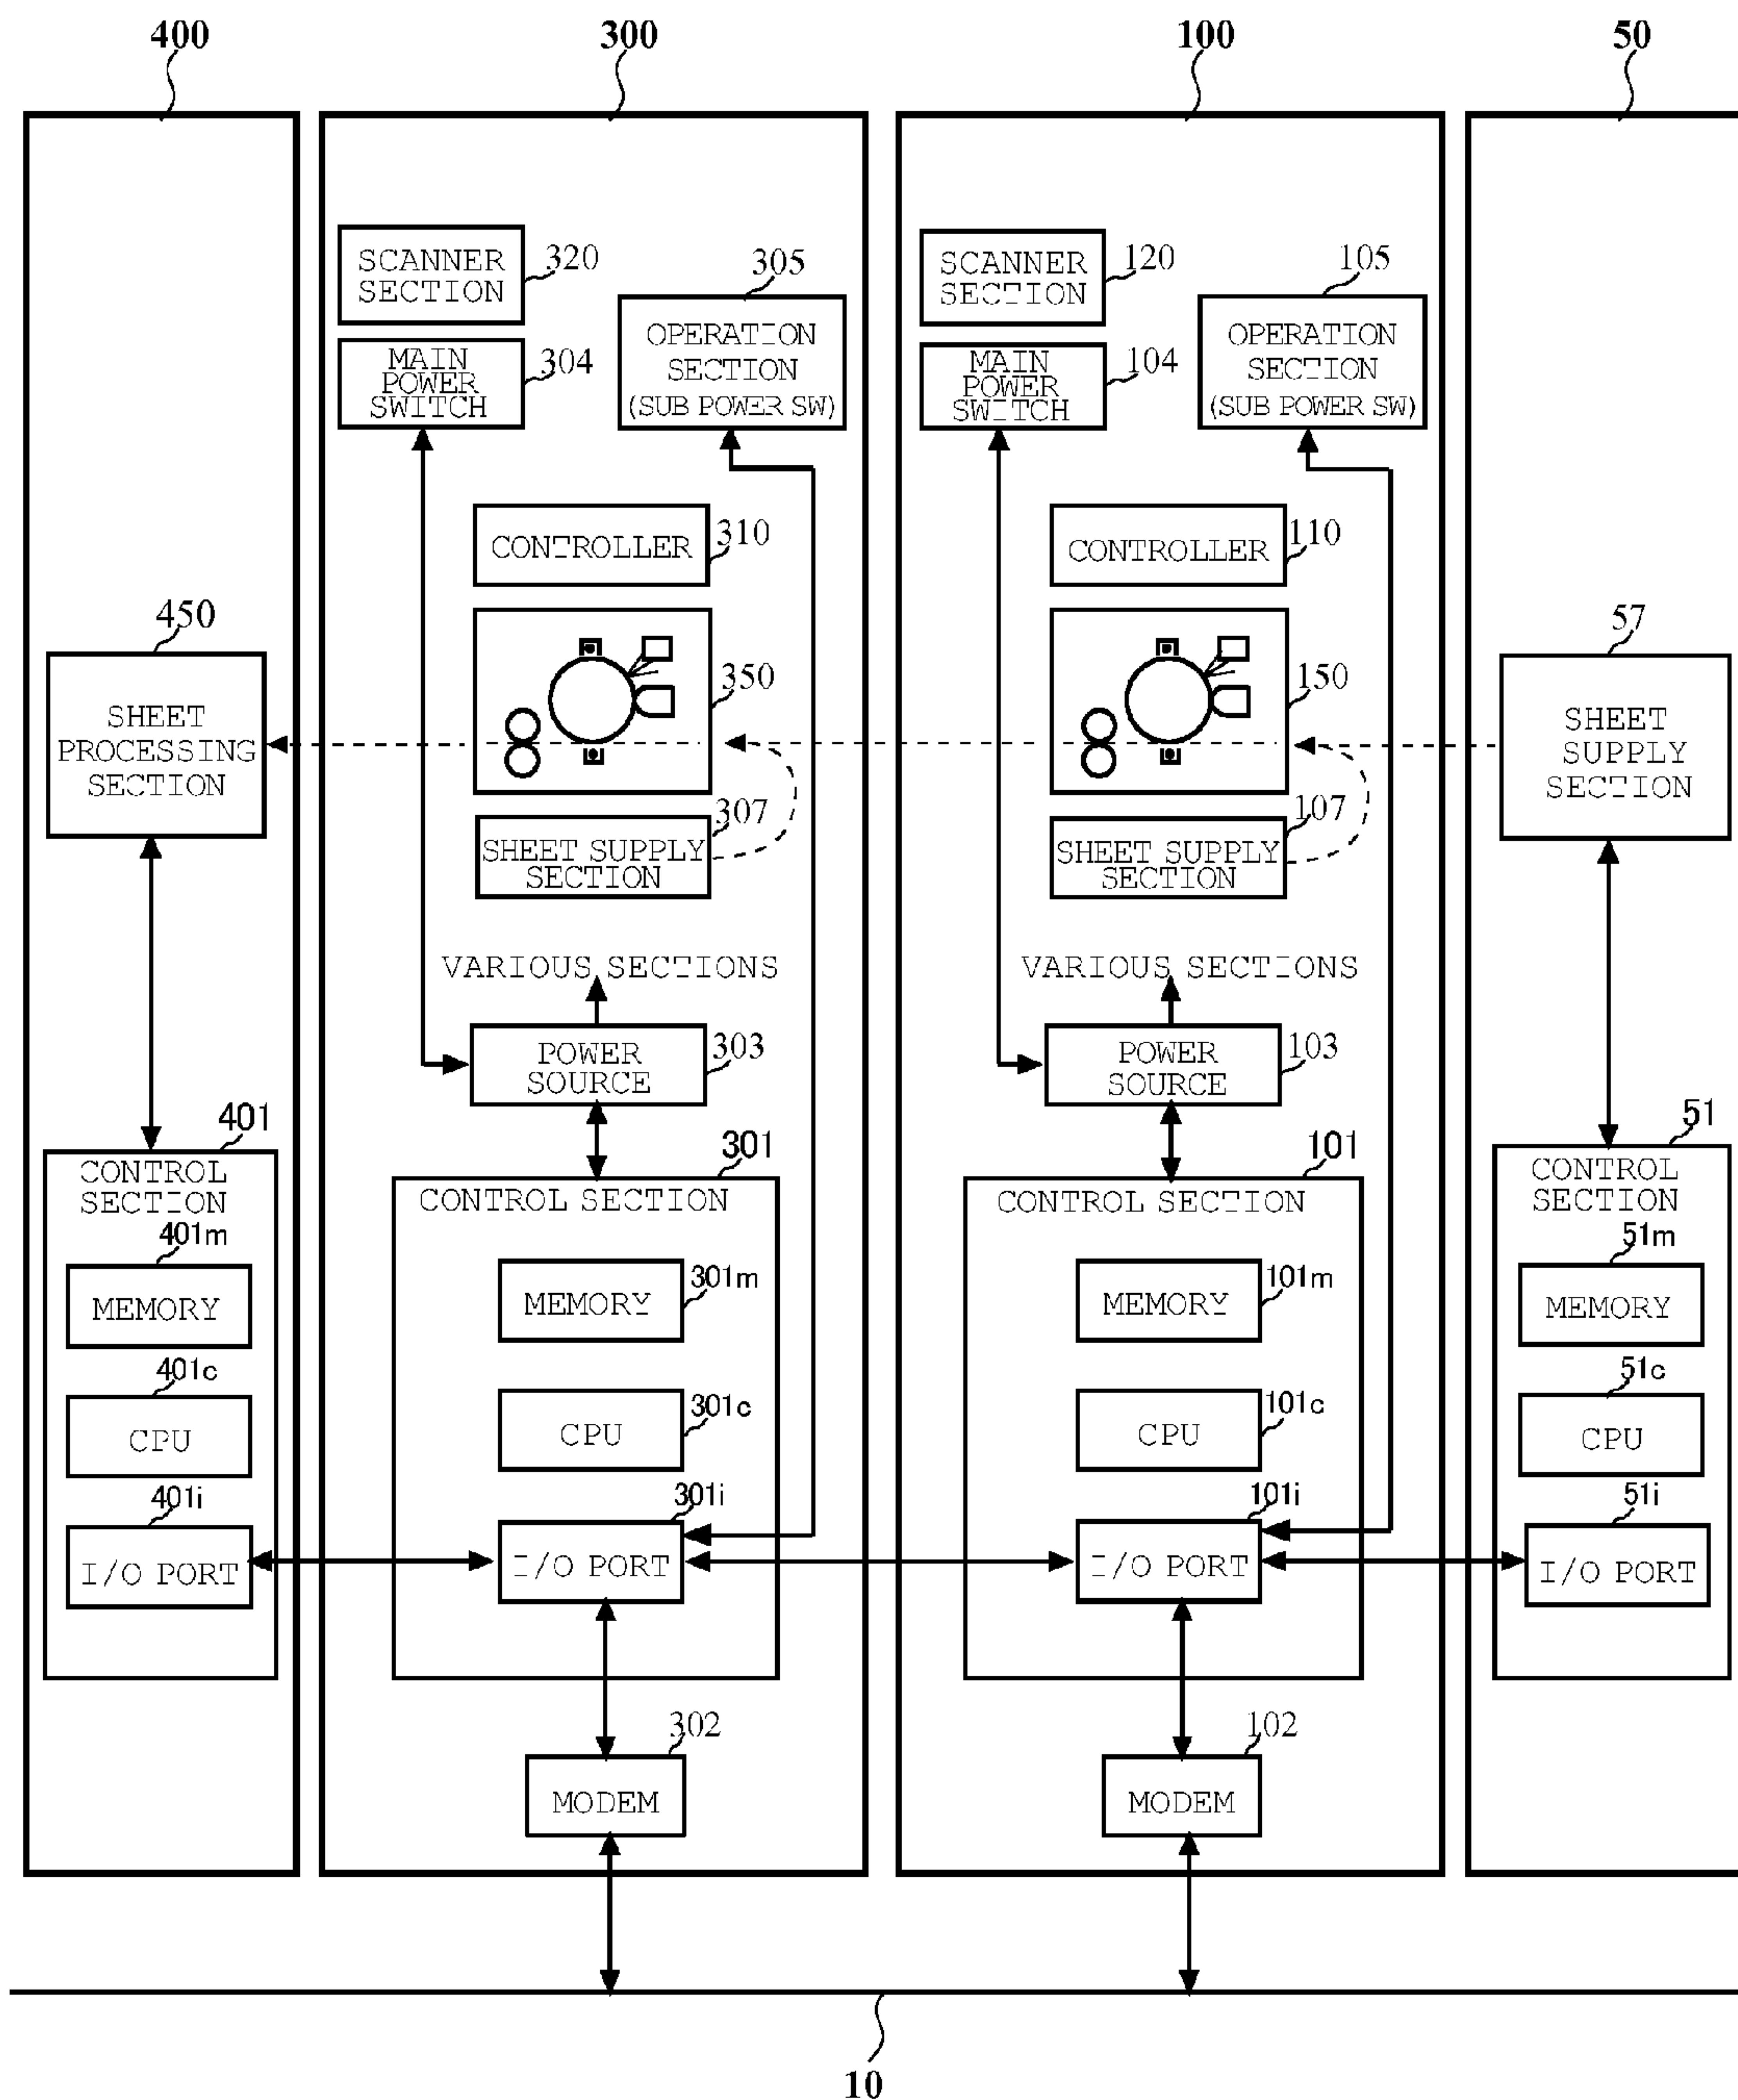 400
300
100
50
SCANNER
SECTION
320
MAIN
POWER
SWITCH
304
305
OPERATION
SECTION
(SUB POWER SW)
SCANNER
SECTION
120
MAIN
POWER
SWITCH
104
105
OPERATION
SECTION
(SUB POWER SW)
CONTROLLER
310
CONTROLLER
110
450
SHEET
PROCESSING
SECTION
350
150
57
SHEET
SUPPLY
SECTION
307
SHEET SUPPLY
SECTION
107
SHEET SUPPLY
SECTION
VARIOUS SECTIONS
VARIOUS SECTIONS
POWER
SOURCE
303
POWER
SOURCE
103
401
CONTROL
SECTION
401m
MEMORY
401c
CPU
401i
I/O PORT
301
CONTROL SECTION
301m
MEMORY
301c
CPU
301i
I/O PORT
101
CONTROL SECTION
101m
MEMORY
101c
CPU
101i
I/O PORT
51
CONTROL
SECTION
51m
MEMORY
51c
CPU
51i
I/O PORT
302
MODEM
102
MODEM
10